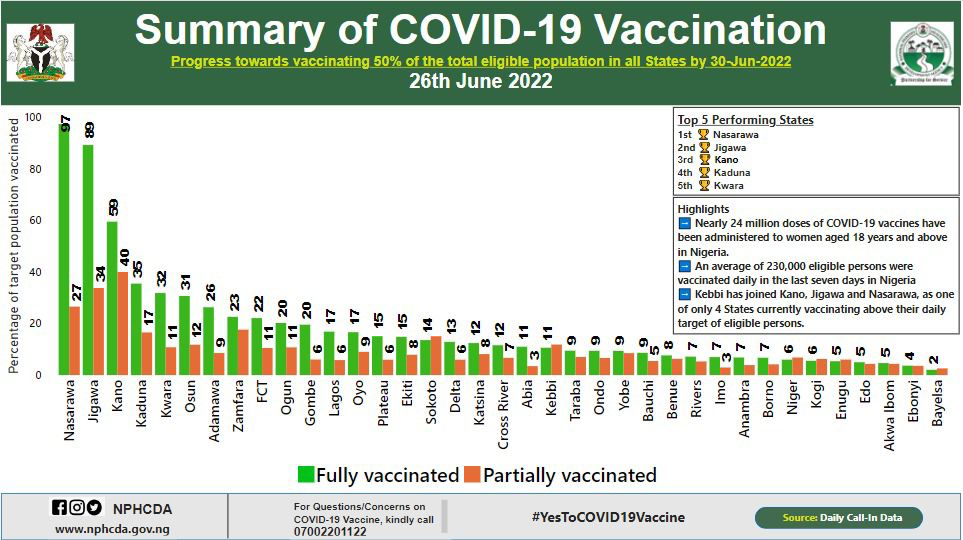 Summary of COVID-19 Vaccination
Progress towards vaccinating 50% of the total eligible population in all States by 30-Jun-2022
26th June 2022
Top 5 Performing States
1st 🏆 Nasarawa
2nd 🏆 Jigawa
3rd 🏆 Kano
4th 🏆 Kaduna
5th 🏆 Kwara
Highlights
➡ Nearly 24 million doses of COVID-19 vaccines have
been administered to women aged 18 years and above
in Nigeria.
➡ An average of 230,000 eligible persons were
vaccinated daily in the last seven days in Nigeria
➡ Kebbi has joined Kano, Jigawa and Nasarawa, as one
of only 4 States currently vaccinating above their daily
target of eligible persons.
Percentage of target population vaccinated
100
80
60
40
20
0
97 27 89 34 59 40 35 17 32 11 31 12 26 9 23 22 11 20 11 20 6 17 6 17 9 15 6 15 8 14 13 6 12 8 12 7 11 3 11 9 9 9 9 5 8 7 7 3 7 7 6 6 5 5 5 4 2
Nasarawa
Jigawa
Kano
Kaduna
Kwara
Osun
Adamawa
Zamfara
FCT
Ogun
Gombe
Lagos
Oyo
Plateau
Ekiti
Sokoto
Delta
Katsina
Cross River
Abia
Kebbi
Taraba
Ondo
Yobe
Bauchi
Benue
Rivers
Imo
Anambra
Borno
Niger
Kogi
Enugu
Edo
Akwa Ibom
Ebonyi
Bayelsa
Fully vaccinated Partially vaccinated
NPHCDA
www.nphcda.gov.ng
For Questions/Concerns on
COVID-19 Vaccine, kindly call
07002201122
#YesToCOVID19Vaccine
Source: Daily Call-In Data